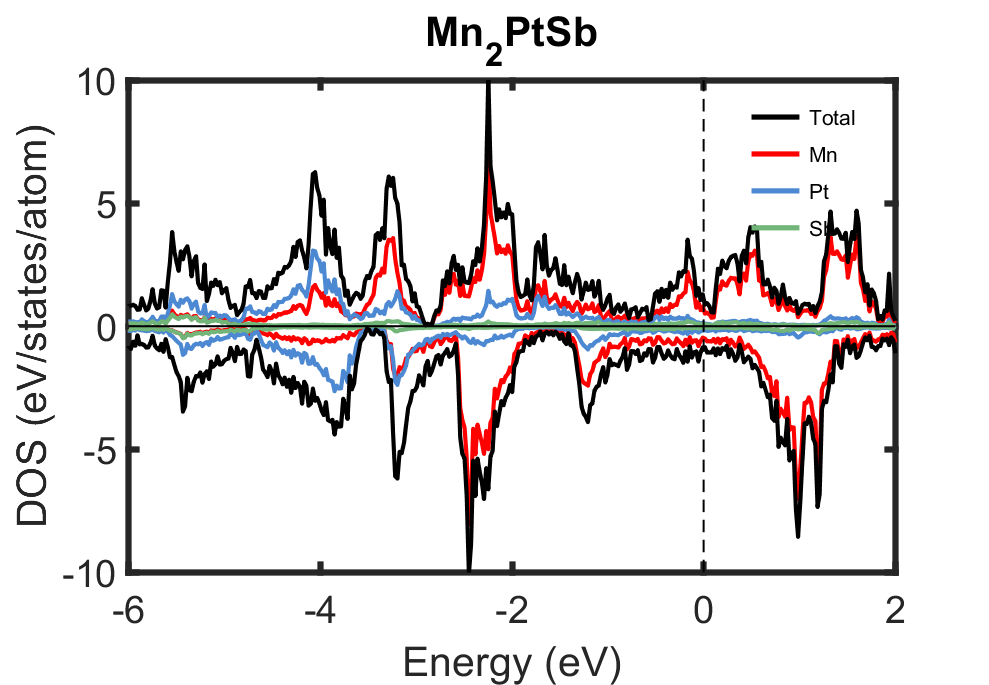 Mn2PtSb
DOS (eV/states/atom)
10
5
0
-5
-10
Total
Mn
Pt
-6
-4
-2
0
2
Energy (eV)